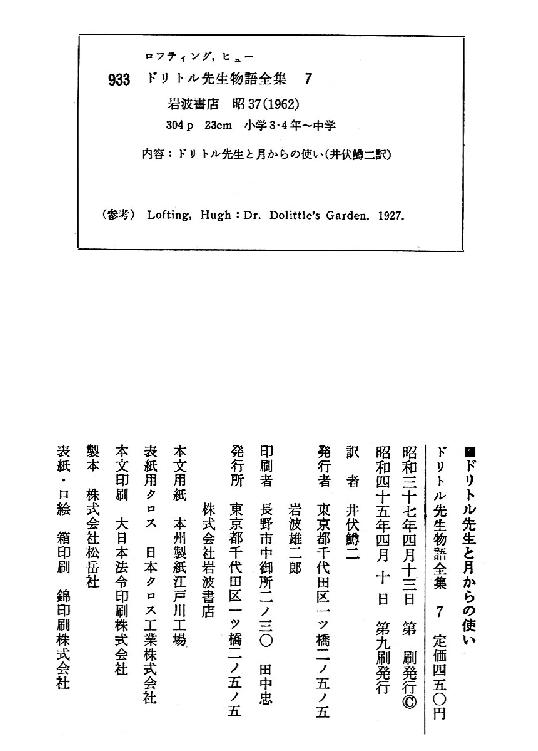 ロフティング, ヒュー
933 ドリトル先生物語全集 7
岩波書店 昭37(1962)
304p 23cm 小学3・4年〜中学
内容：ドリトル先生と月からの使い(井伏鱒二訳)
(参考) Lofting, Hugh : Dr. Dolittle's Garden. 1927.
■ドリトル先生と月からの使い
ドリトル先生物語全集 7 定価四五〇円
昭和三十七年四月十三日 第 刷発行©
昭和四十五年四月 十 日 第九刷発行
訳 者 井伏鱒二
発行者 東京都千代田区一ツ橋二ノ五ノ五
岩波雄二郎
印刷者 長野市中御所二ノ三〇 田中忠
発行所 東京都千代田区一ツ橋二ノ五ノ五
株式会社岩波書店
本文用紙 本州製紙江戸川工場
表紙用クロス 日本クロス工業株式会社
本文印刷 大日本法令印刷株式会社
製本 株式会社松岳社
表紙・口絵 箱印刷 錦印刷株式会社